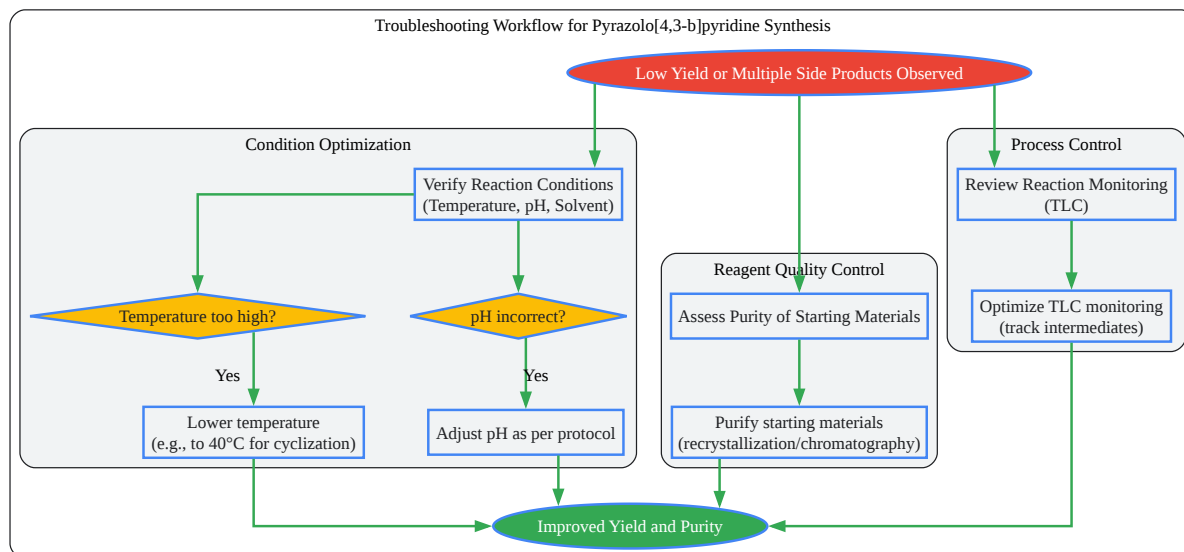 Troubleshooting Workflow for Pyrazolo[4,3-b]pyridine Synthesis
Low Yield or Multiple Side Products Observed
Condition Optimization
Verify Reaction Conditions
(Temperature, pH, Solvent)
Temperature too high?
pH incorrect?
Yes
Yes
Lower temperature
(e.g., to 40°C for cyclization)
Adjust pH as per protocol
Reagent Quality Control
Assess Purity of Starting Materials
Purify starting materials
(recrystallization/chromatography)
Process Control
Review Reaction Monitoring
(TLC)
Optimize TLC monitoring
(track intermediates)
Improved Yield and Purity